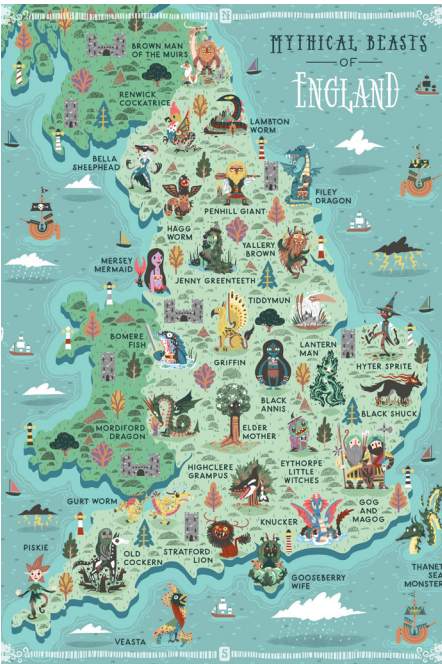 N
MYTHICAL BEASTS
OF
ENGLAND
BROWN MAN
OF THE MUIRS
RENWICK
COCKATRICE
LAMBTON
WORM
BELLA
SHEEPHEAD
FILEY
DRAGON
PENHILL GIANT
HAGG
WORM
YALLERY
BROWN
MERSEY
MERMAID
JENNY GREENTETH
TIDDYMUN
BOMERE
FISH
LANTERN
MAN
GRIFFIN
HYTER SPRITE
BLACK
ANNIS
BLACK SHUCK
MORDIFORD
DRAGON
ELDER
MOTHER
HIGHCLERE
GRAMPUS
EYTHORPE
LITTLE
WITCHES
GURT WORM
GOG
AND
MAGOG
KNUCKER
PISKIE
OLD
COCKERN
STRATFORD
LION
GOOSEBERRY
WIFE
THANET
SEA
MONSTER
VEASTA
S